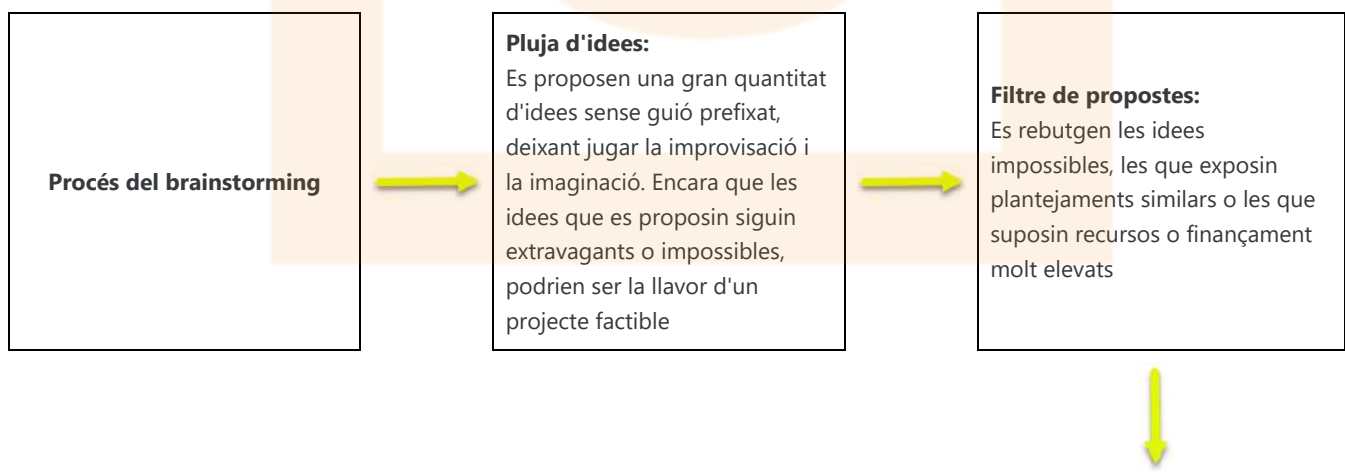 Procés del brainstorming
Pluja d'idees:
Es proposen una gran quantitat
d'idees sense guió prefixat,
deixant jugar la improvisació i
la imaginació. Encara que les
idees que es proposin siguin
extravagants o impossibles,
podrien ser la llavor d'un
projecte factible
Filtre de propostes:
Es rebutgen les idees
impossibles, les que exposin
plantejaments similars o les que
suposin recursos o finançament
molt elevats